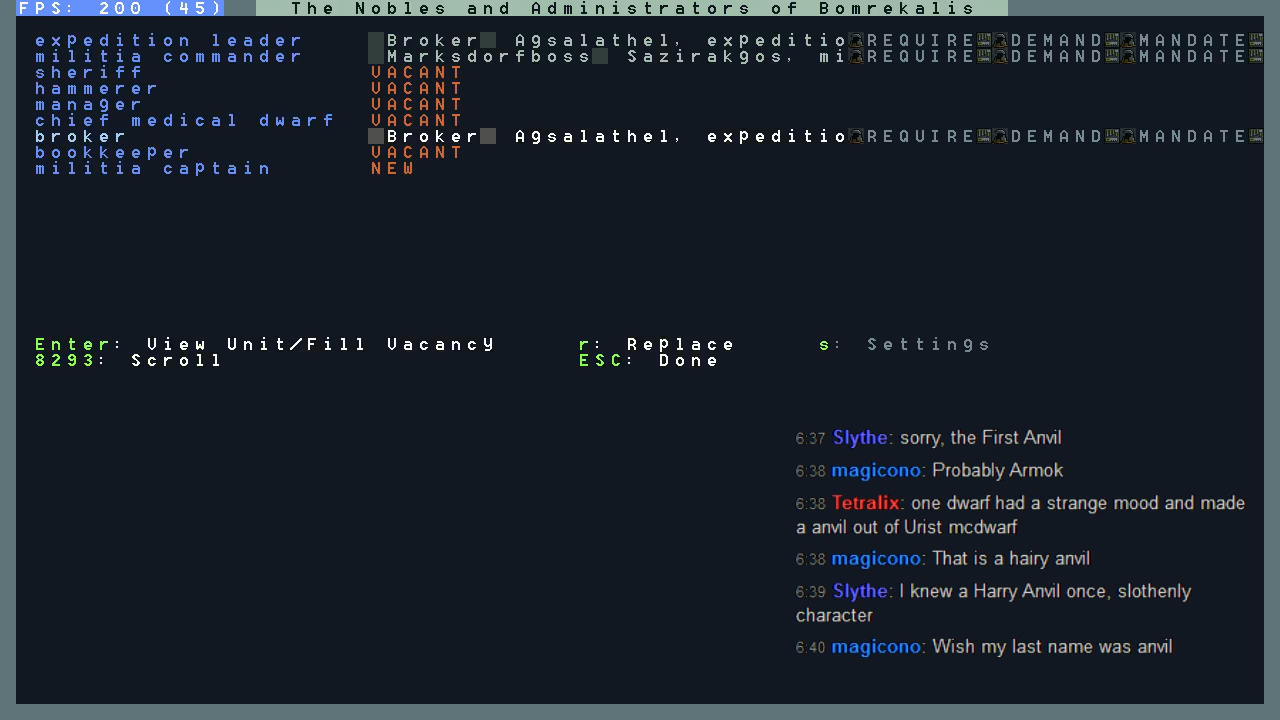 FPS: 200 (45) The Nobles and Administrators of Bomrekalis
expedition leader Broker Agsalathel, expeditio REQUIRE DEMAND MANDATE
militia commander Marksdorfboss Sazirakgos, mi REQUIRE DEMAND MANDATE
sheriff VACANT
hammerer VACANT
manager VACANT
chief medical dwarf VACANT
broker Broker Agsalathel, expeditio REQUIRE DEMAND MANDATE
bookkeeper VACANT
militia captain NEW
Enter: View Unit/Fill Vacancy r: Replace s: Settings
8293: Scroll ESC: Done
6:37 Slythe: sorry, the First Anvil
6:38 magicono: Probably Armok
6:38 Tetralix: one dwarf had a strange mood and made
a anvil out of Urist mcdwarf
6:38 magicono: That is a hairy anvil
6:39 Slythe: I knew a Harry Anvil once, slothenly
character
6:40 magicono: Wish my last name was anvil